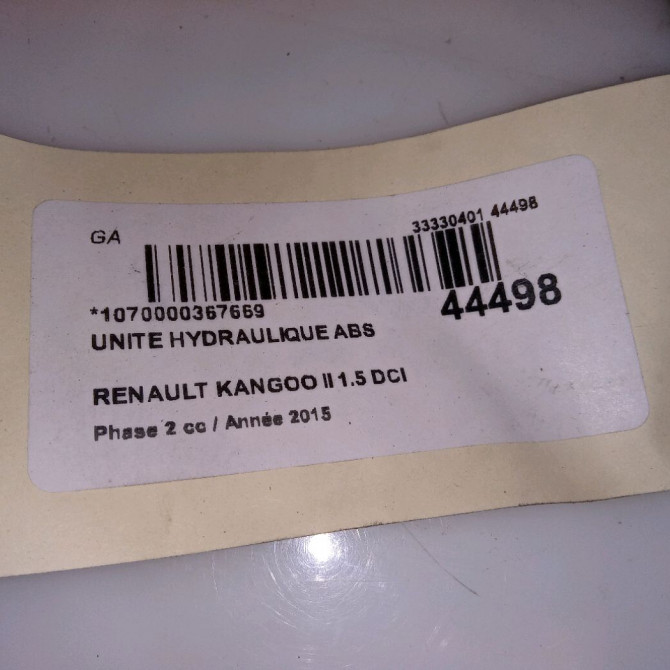 GA
33330401 44498
*1070000367669
44498
UNITE HYDRAULIQUE ABS
RENAULT KANGOO II 1.5 DCI
Phase 2 cc / Année 2015